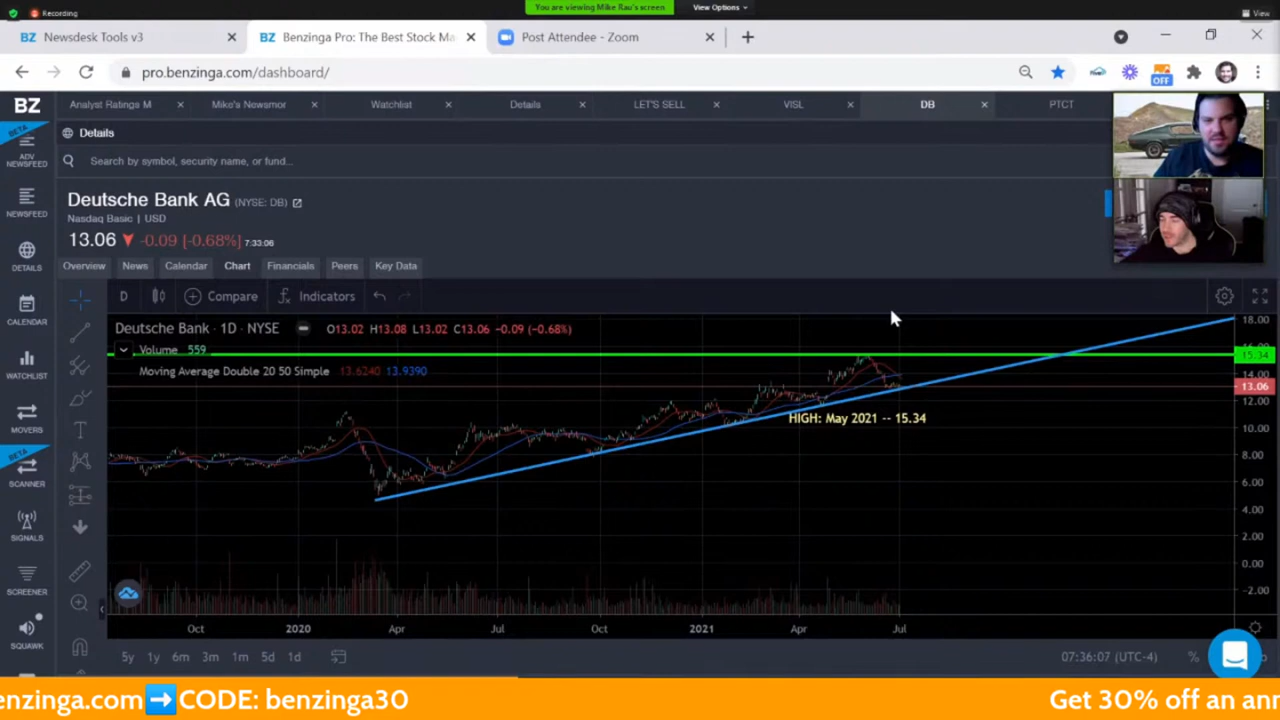 Recording
You are viewing Mike Rau's screen
View Options
View
BZ Newsdesk Tools v3
BZ Benzinga Pro: The Best Stock Ma
Post Attendee - Zoom
pro.benzinga.com/dashboard/
OFF
BZ
Analyst Ratings M
Mike's Newsmor
Watchlist
Details
LET'S SELL
VISL
DB
PTCT
Details
Search by symbol, security name, or fund...
BETA
ADV NEWSFEED
NEWSFEED
DETAILS
CALENDAR
WATCHLIST
MOVERS
BETA
SCANNER
SIGNALS
SCREENER
SQUAWK
Deutsche Bank AG (NYSE: DB)
Nasdaq Basic | USD
13.06 -0.09 [-0.68%] 7:33:06
Overview News Calendar Chart Financials Peers Key Data
D Compare Indicators
Deutsche Bank · 1D · NYSE O13.02 H13.08 L13.02 C13.06 -0.09 (-0.68%)
Volume 559
Moving Average Double 20 50 Simple 13.6240 13.9390
HIGH: May 2021 -- 15.34
18.00
16.00
15.34
14.00
13.06
12.00
10.00
8.00
6.00
4.00
2.00
0.00
-2.00
Oct 2020 Apr Jul Oct 2021 Apr Jul
5y 1y 6m 3m 1m 5d 1d
07:36:07 (UTC-4) %
enzinga.com➡CODE: benzinga30
Get 30% off an ann